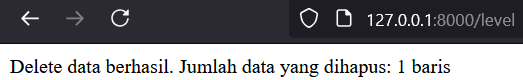 127.0.0.1:8000/level
Delete data berhasil. Jumlah data yang dihapus: 1 baris